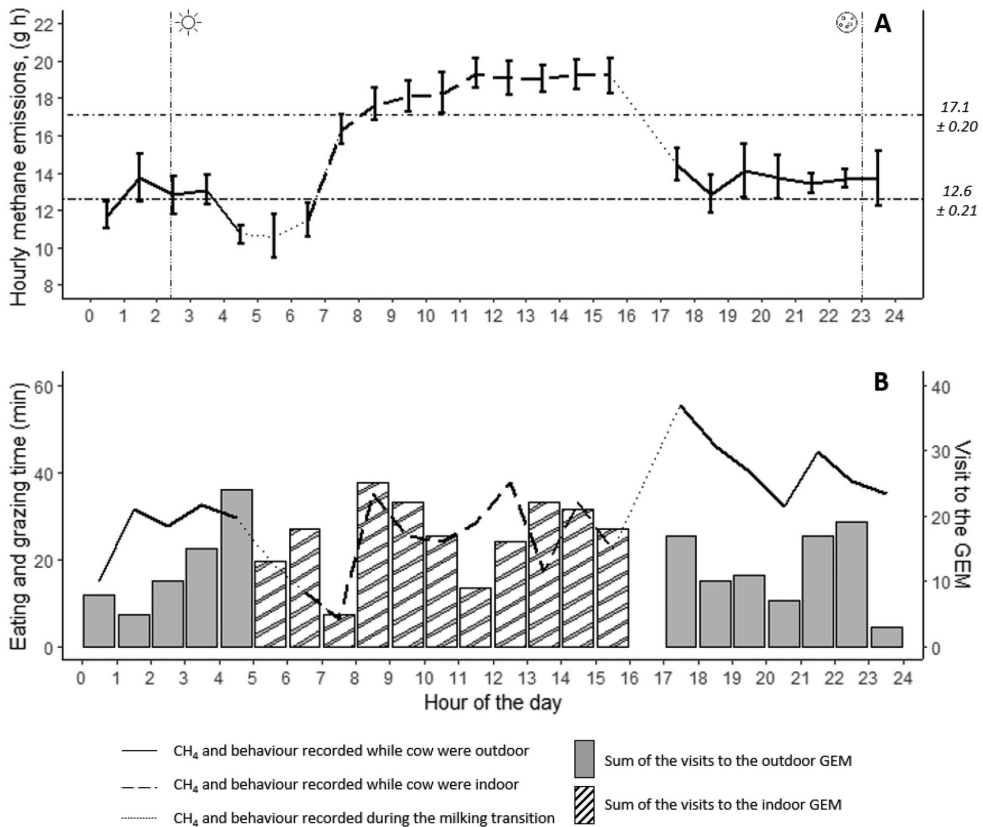 A
Hourly methane emissions, (g h)
22
20
18
16
14
12
10
8
17.1
± 0.20
12.6
± 0.21
0 1 2 3 4 5 6 7 8 9 10 11 12 13 14 15 16 17 18 19 20 21 22 23 24
B
Eating and grazing time (min)
60
40
20
0
40
30
20
10
0
Visit to the GEM
0 1 2 3 4 5 6 7 8 9 10 11 12 13 14 15 16 17 18 19 20 21 22 23 24
Hour of the day
CH₄ and behaviour recorded while cow were outdoor
CH₄ and behaviour recorded while cow were indoor
CH₄ and behaviour recorded during the milking transition
Sum of the visits to the outdoor GEM
Sum of the visits to the indoor GEM